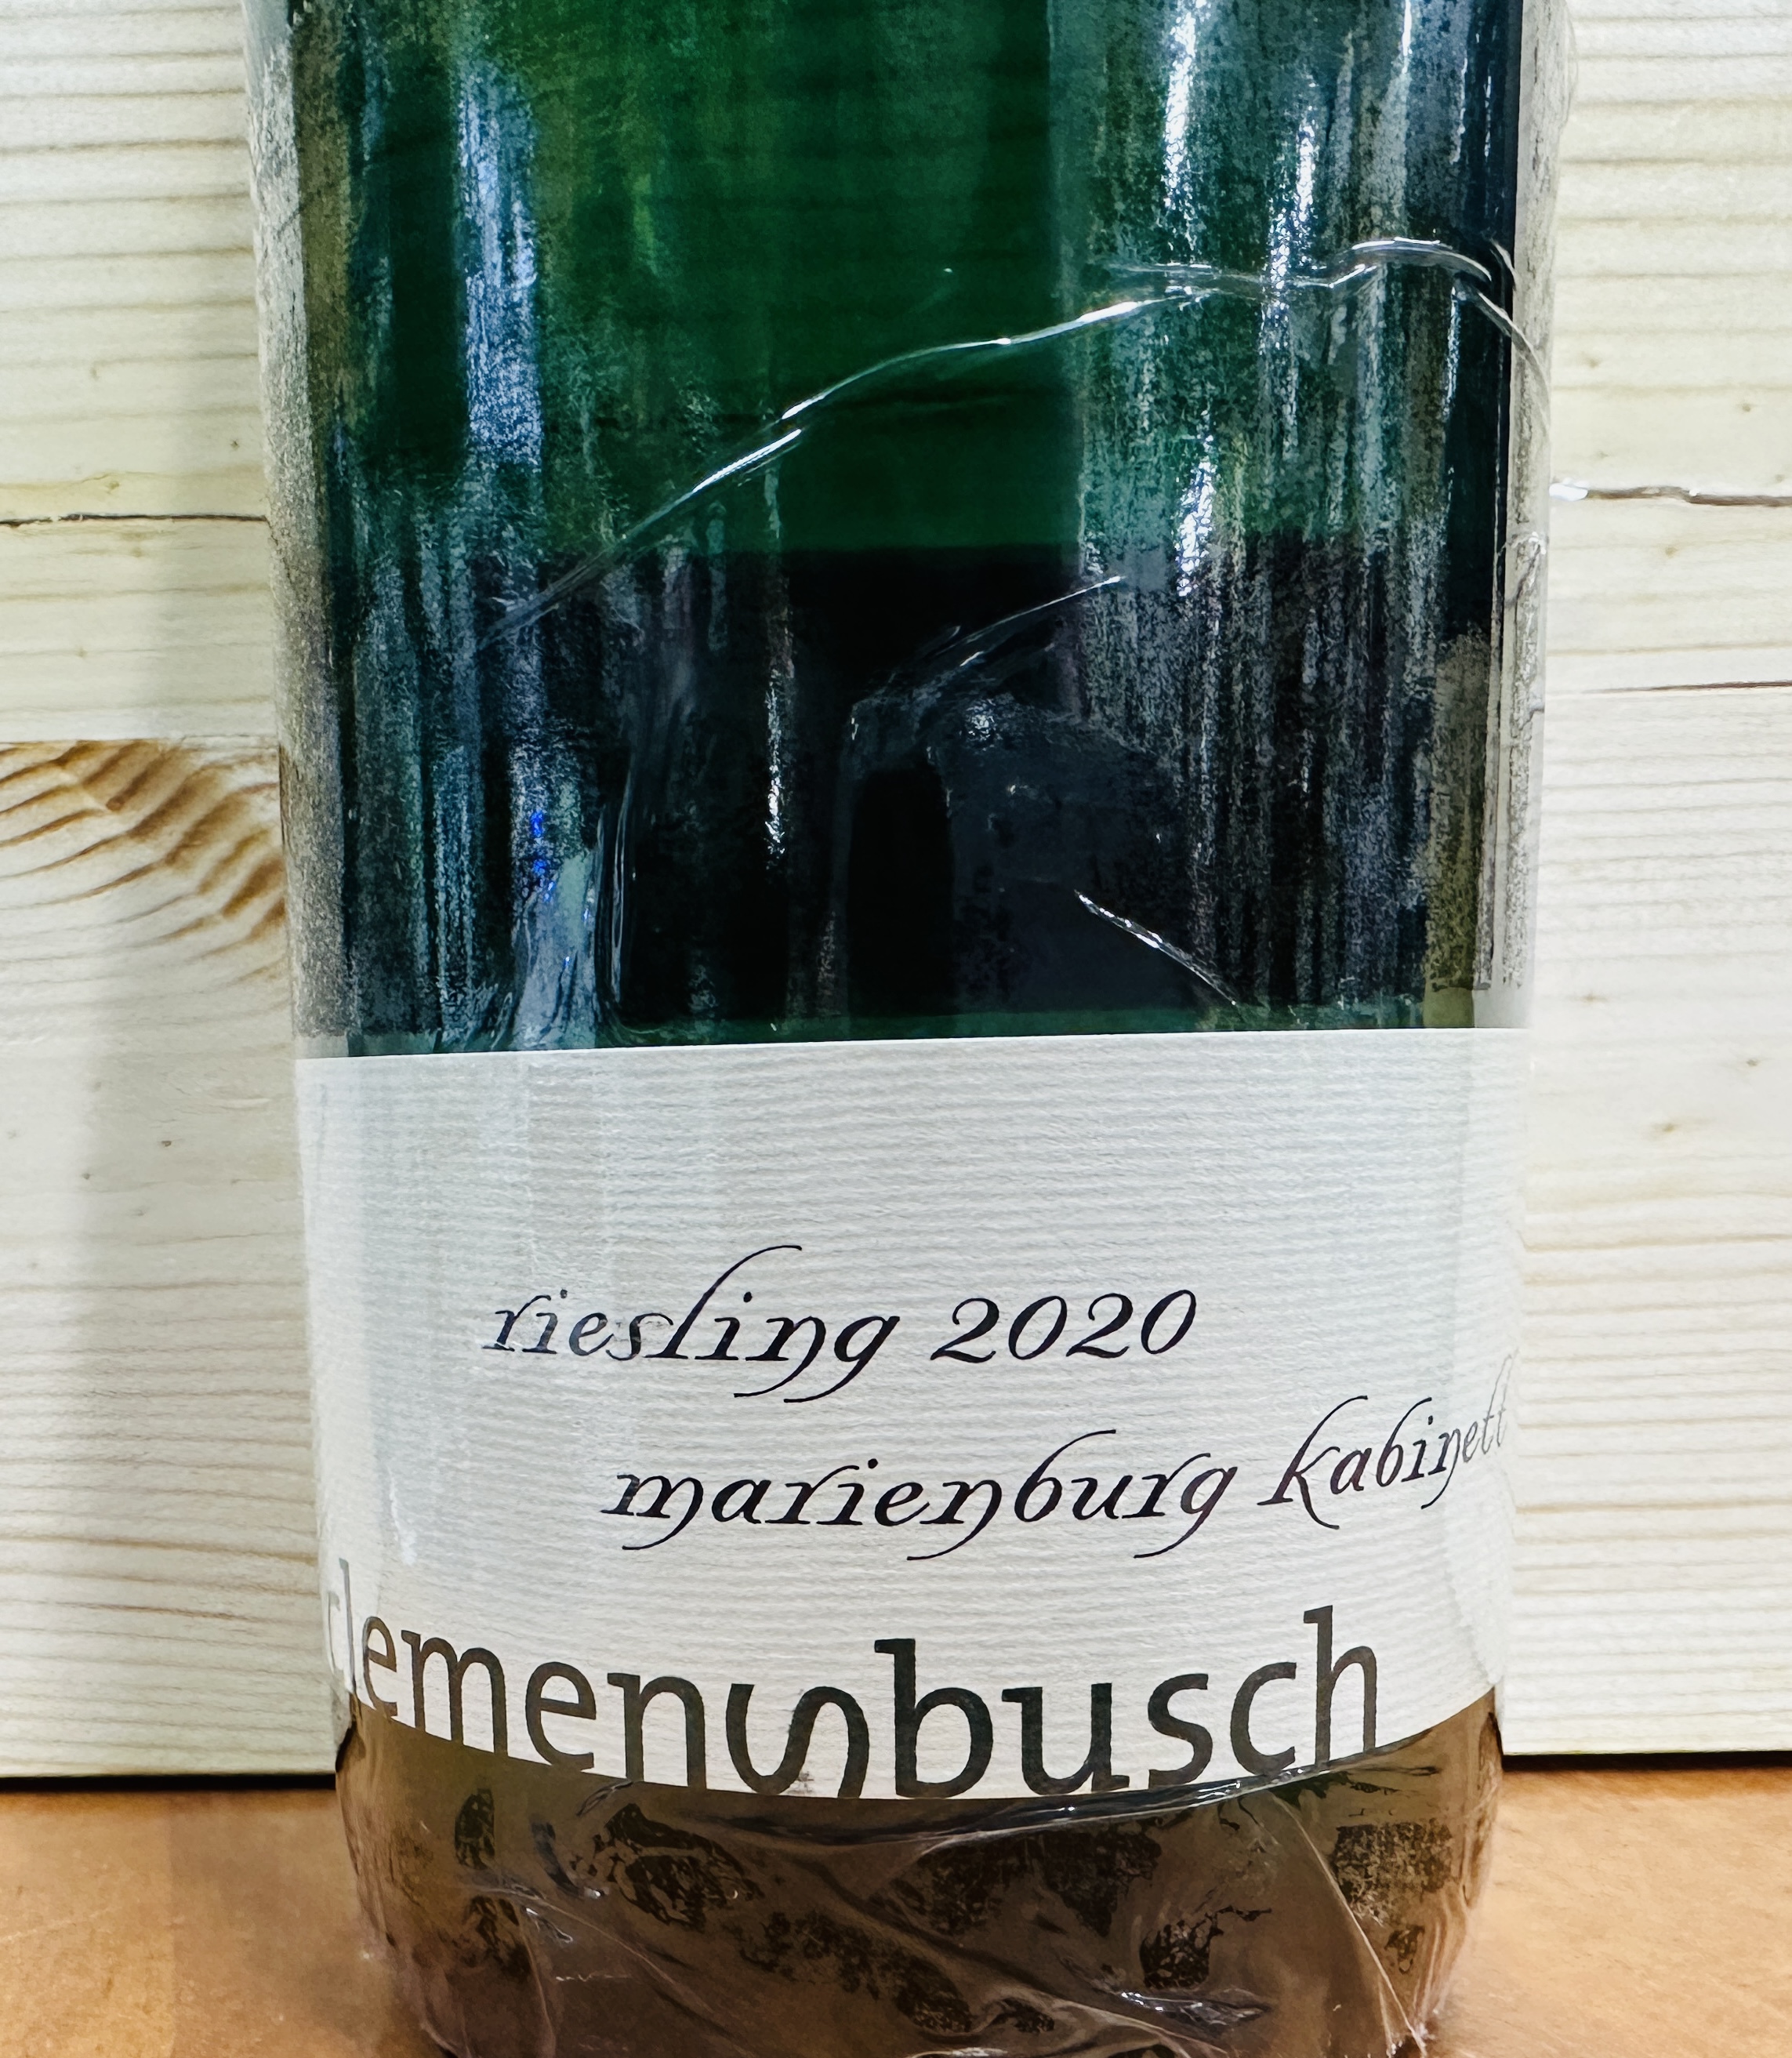 riesling 2020
marienburg kabinett
clemensbusch